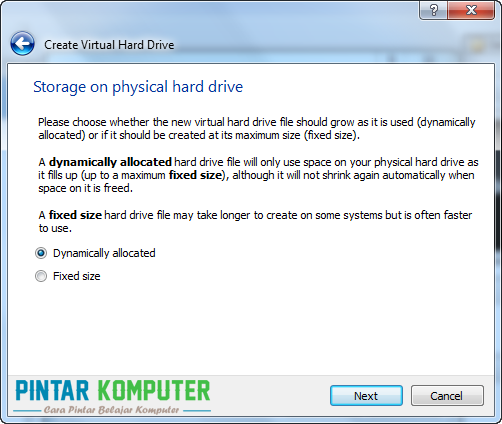 ?
Create Virtual Hard Drive
Storage on physical hard drive
Please choose whether the new virtual hard drive file should grow as it is used (dynamically
allocated) or if it should be created at its maximum size (fixed size).
A dynamically allocated hard drive file will only use space on your physical hard drive as
it fills up (up to a maximum fixed size), although it will not shrink again automatically when
space on it is freed.
A fixed size hard drive file may take longer to create on some systems but is often faster
to use.
Dynamically allocated
Fixed size
PINTAR KOMPUTER
Cara Pintar Belajar Komputer
Next Cancel